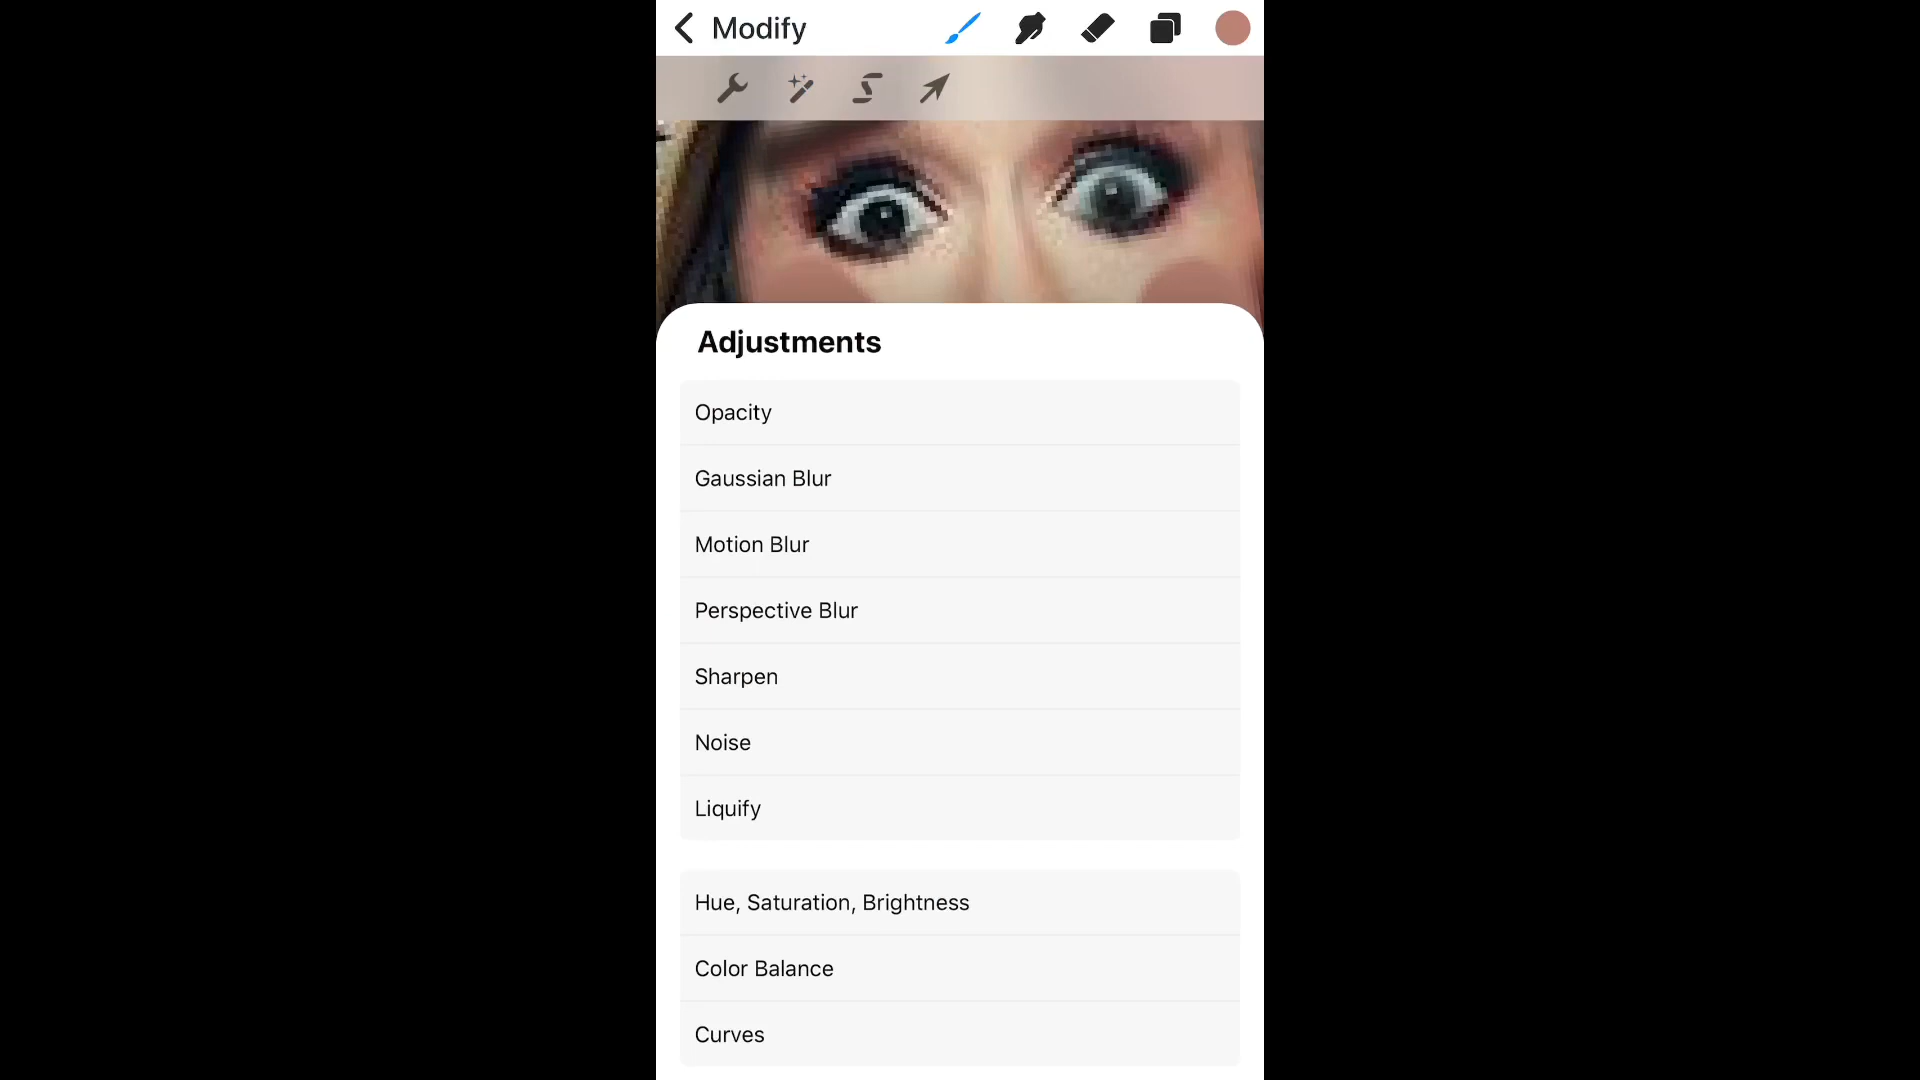 Modify
Adjustments
Opacity
Gaussian Blur
Motion Blur
Perspective Blur
Sharpen
Noise
Liquify
Hue, Saturation, Brightness
Color Balance
Curves